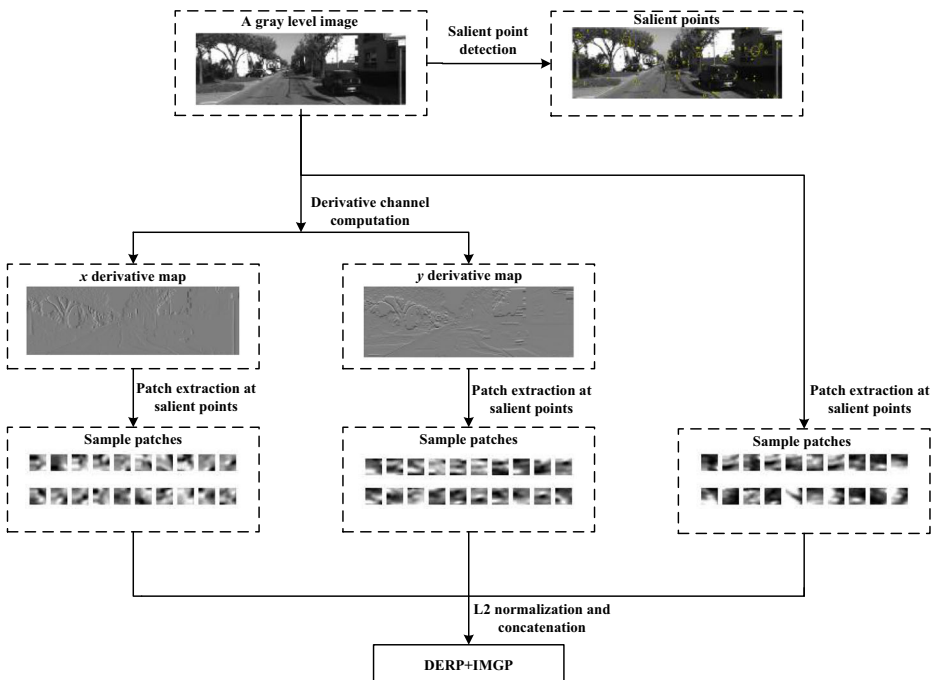 A gray level image
Salient point
detection
Salient points
Derivative channel
computation
x derivative map
y derivative map
Patch extraction at
salient points
Patch extraction at
salient points
Patch extraction at
salient points
Sample patches
Sample patches
Sample patches
L2 normalization and
concatenation
DERP+IMGP